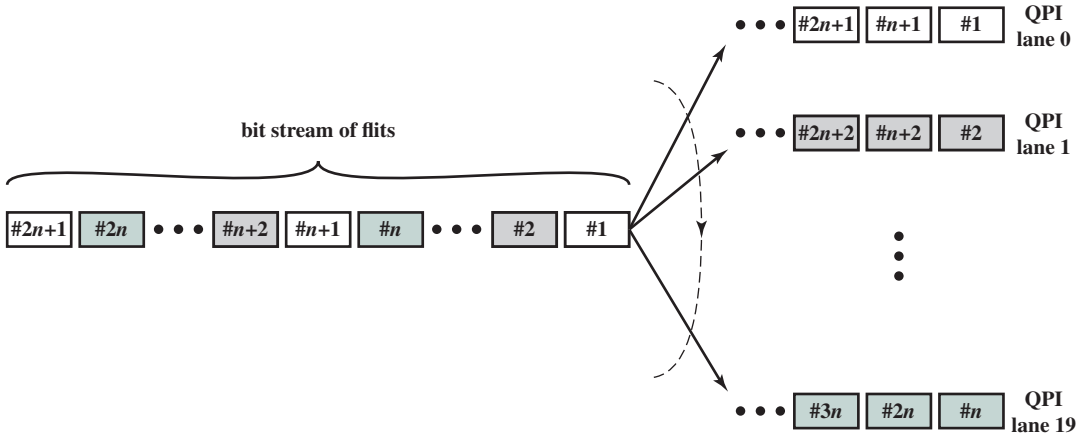 #2n+1 #n+1 #1
QPI
lane 0
#2n+2 #n+2 #2
QPI
lane 1
bit stream of flits
#2n+1 #2n #n+2 #n+1 #n #2 #1
#3n #2n #n
QPI
lane 19